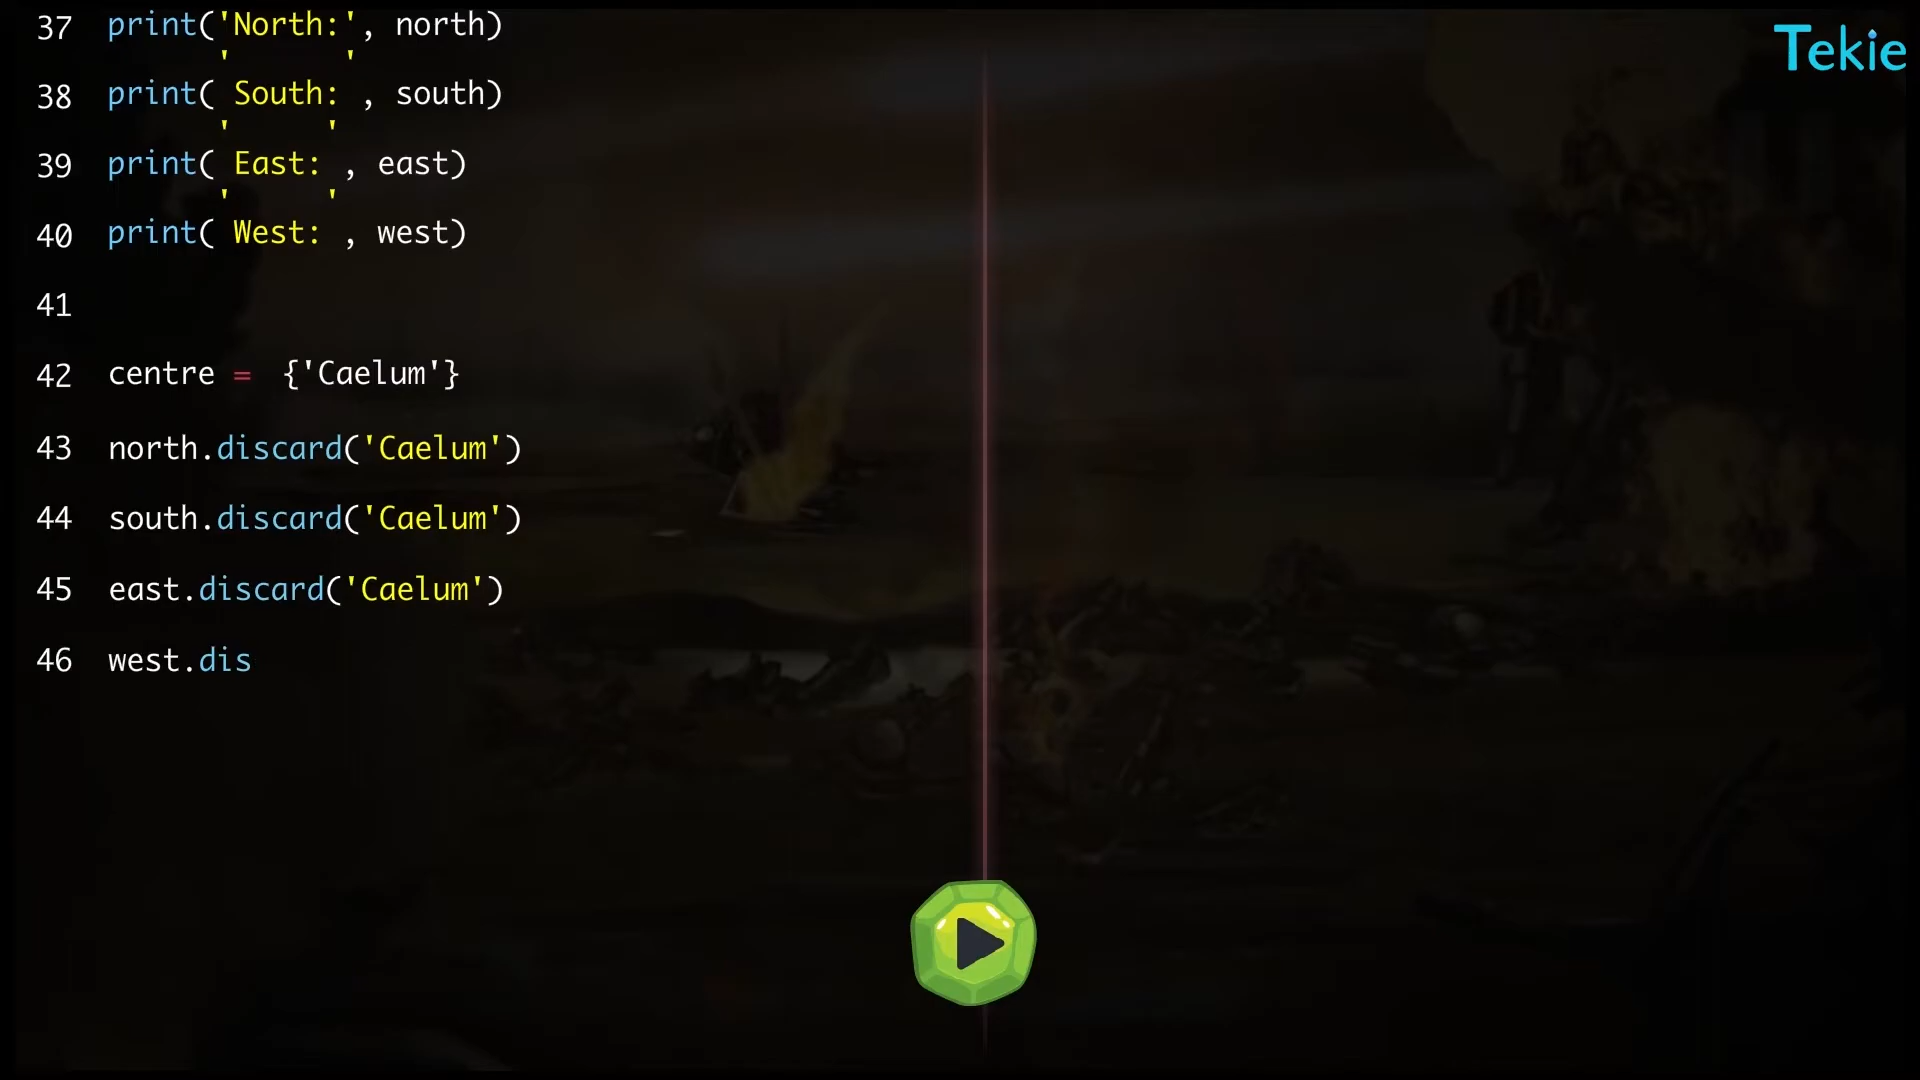 37 print('North:', north)
Tekie
38 print('South:', south)
39 print('East:', east)
40 print('West:', west)
41
42 centre = {'Caelum'}
43 north.discard('Caelum')
44 south.discard('Caelum')
45 east.discard('Caelum')
46 west.dis